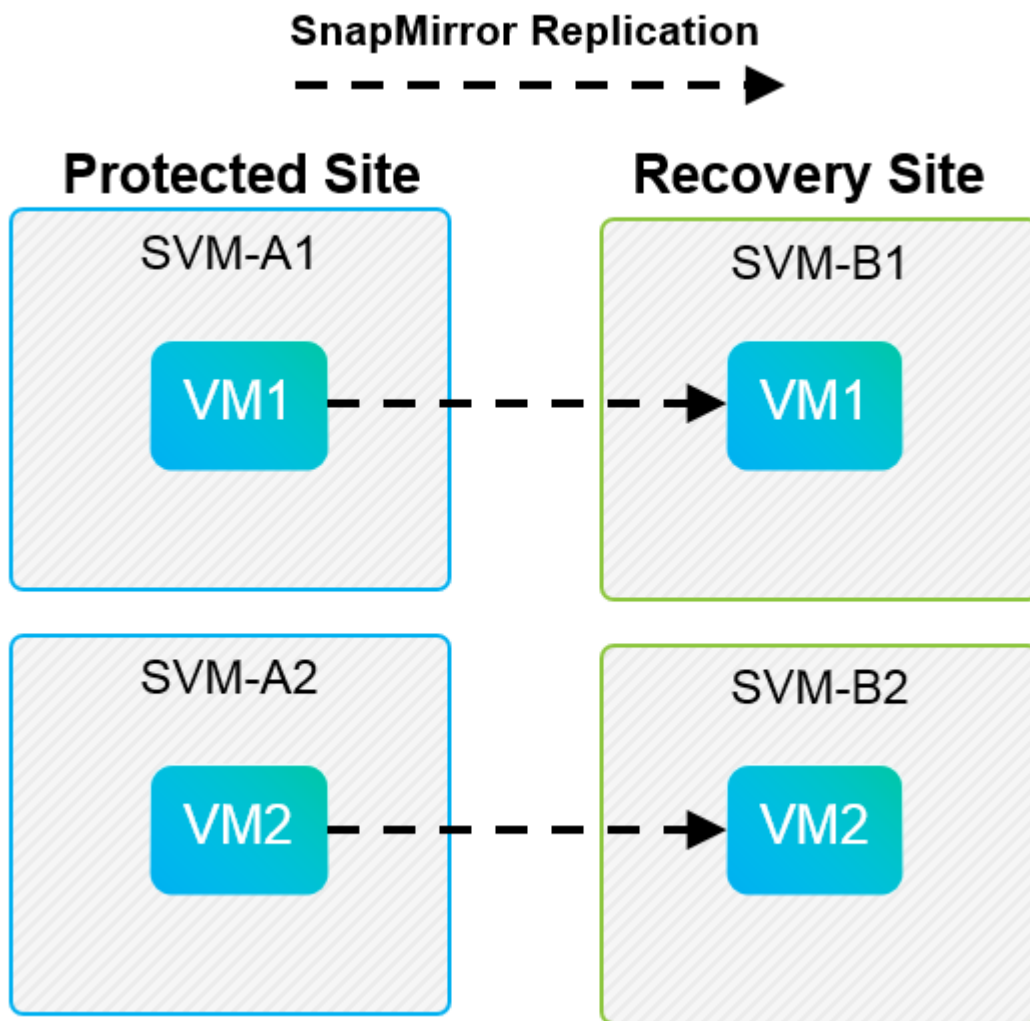 SnapMirror Replication
Protected Site
Recovery Site
SVM-A1
SVM-B1
VM1
VM1
SVM-A2
SVM-B2
VM2
VM2